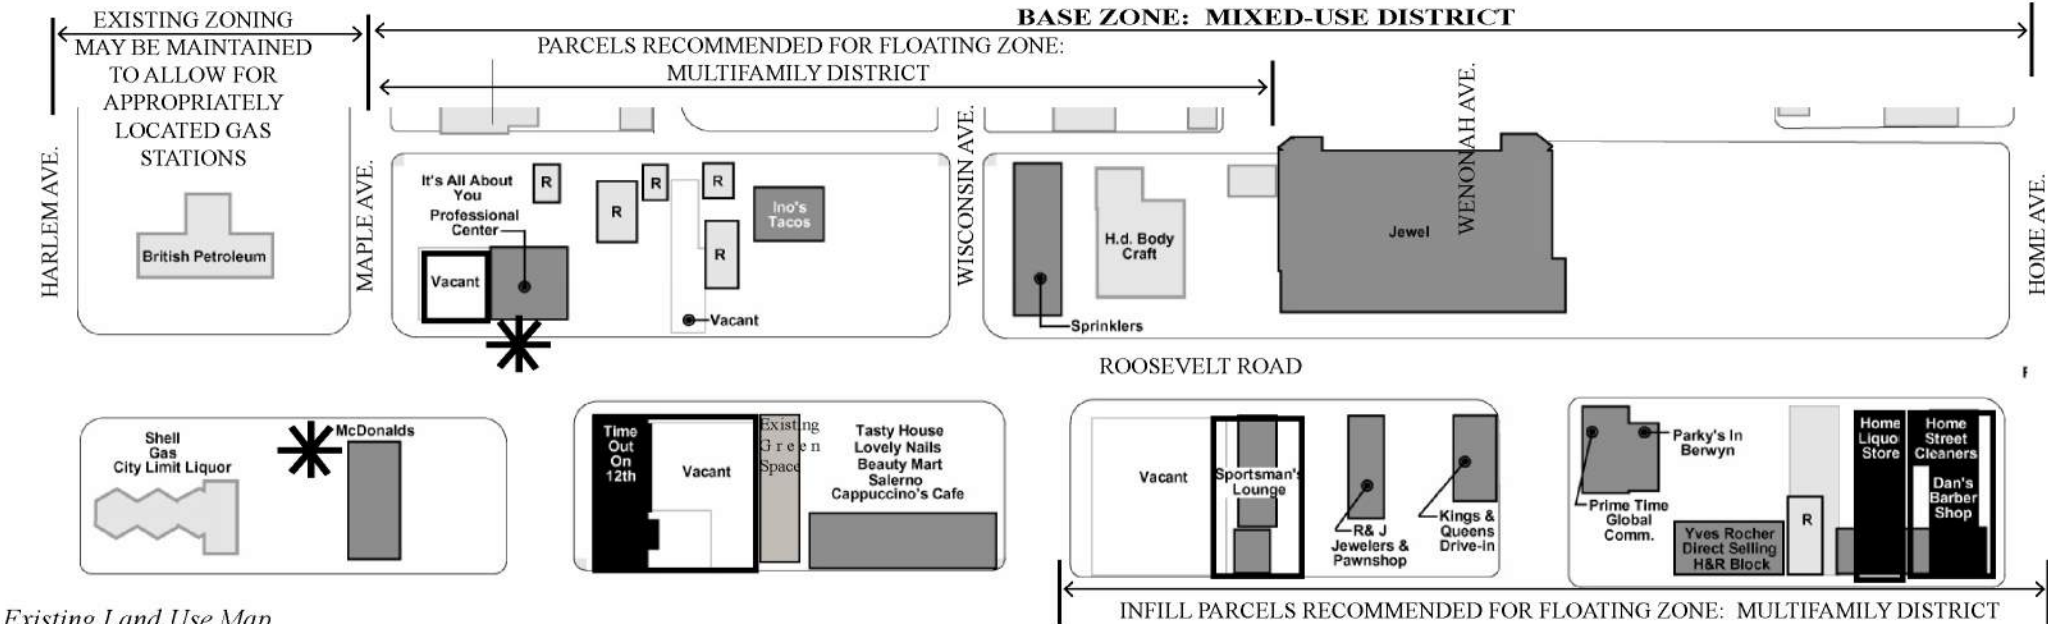 EXISTING ZONING
MAY BE MAINTAINED
TO ALLOW FOR
APPROPRIATELY
LOCATED GAS
STATIONS
BASE ZONE: MIXED-USE DISTRICT
PARCELS RECOMMENDED FOR FLOATING ZONE:
MULTIFAMILY DISTRICT
HARLEM AVE.
MAPLE AVE.
WISCONSIN AVE.
WENONAH AVE.
HOME AVE.
British Petroleum
It's All About
You
Professional
Center
Vacant
R
R
R
R
R
Ino's
Tacos
Vacant
Sprinklers
H.d. Body
Craft
Jewel
ROOSEVELT ROAD
Shell
Gas
City Limit Liquor
McDonalds
Time
Out
On
12th
Vacant
Existing
Green
Space
Tasty House
Lovely Nails
Beauty Mart
Salerno
Cappuccino's Cafe
Vacant
Sportsman's
Lounge
R& J
Jewelers &
Pawnshop
Kings &
Queens
Drive-in
Parky's In
Berwyn
Prime Time
Global
Comm.
Yves Rocher
Direct Selling
H&R Block
R
Home
Liquor
Store
Home
Street
Cleaners
Dan's
Barber
Shop
INFILL PARCELS RECOMMENDED FOR FLOATING ZONE: MULTIFAMILY DISTRICT
Existing Land Use Map